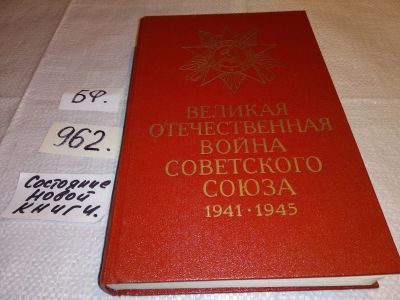 БФ.
962.
Состояние
Новой
книги.
ВЕЛИКАЯ
ОТЕЧЕСТВЕННАЯ
ВОЙНА
СОВЕТСКОГО
СОЮЗА
1941·1945